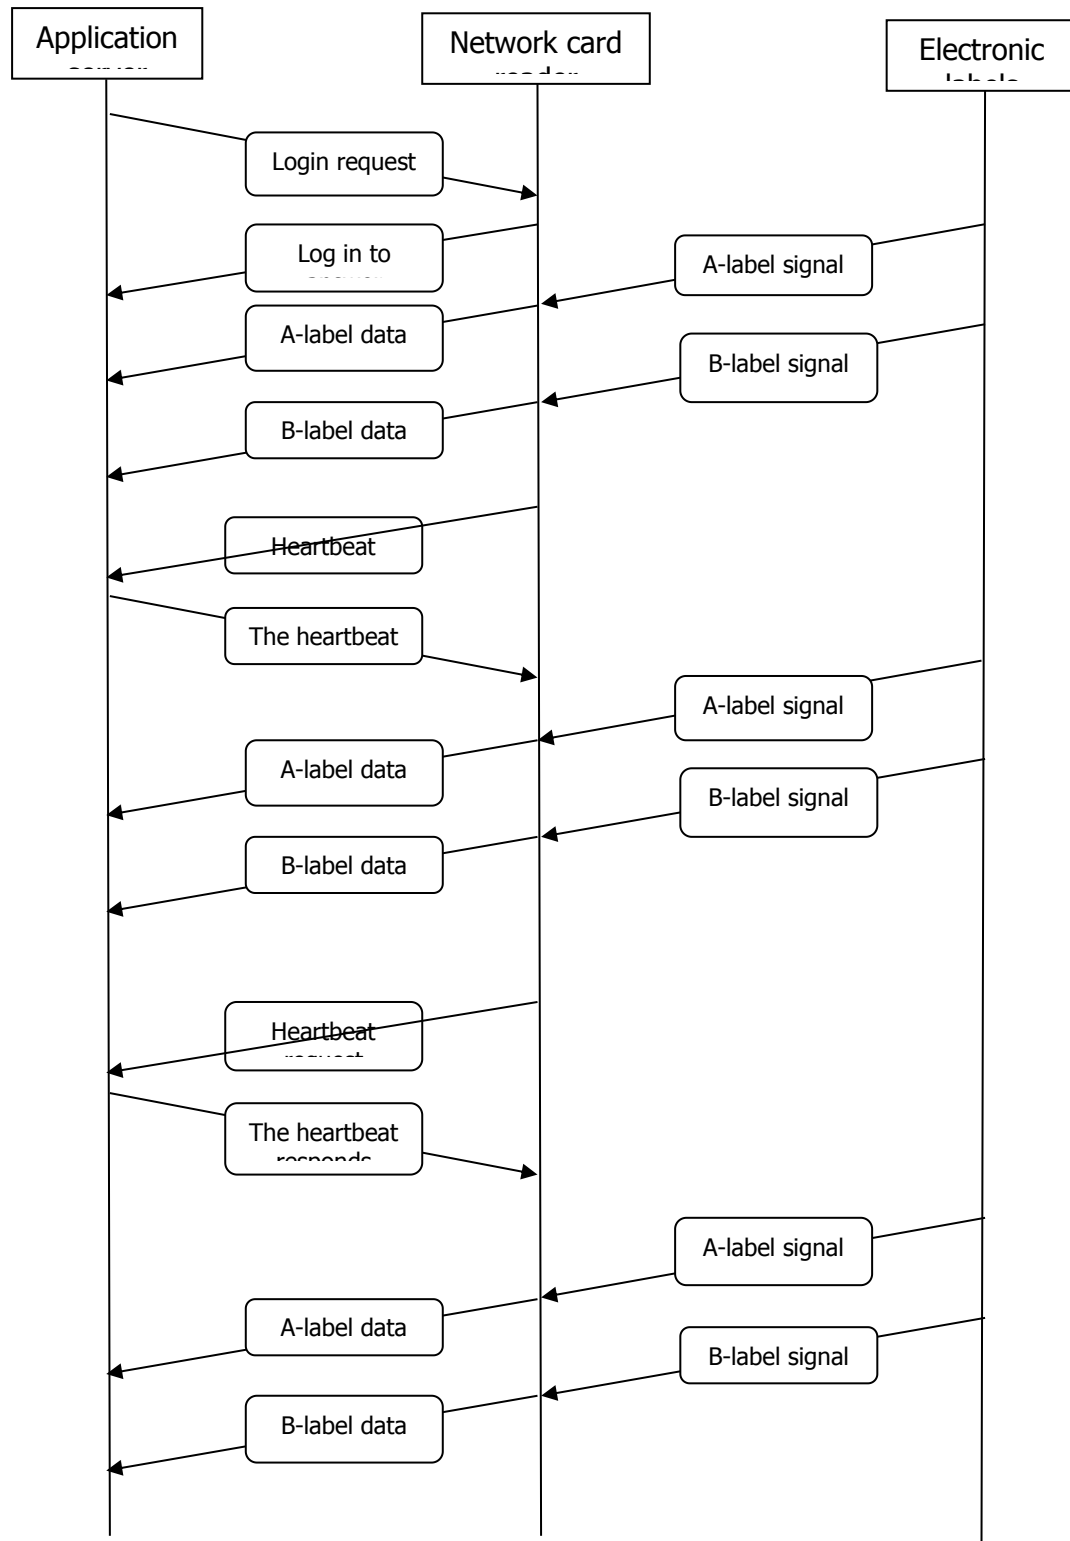 Application
Network card
Electronic
Login request
Log in to
A-label signal
A-label data
B-label signal
B-label data
Heartbeat
The heartbeat
A-label signal
A-label data
B-label signal
B-label data
Heartbeat
request
The heartbeat
responds
A-label signal
A-label data
B-label signal
B-label data